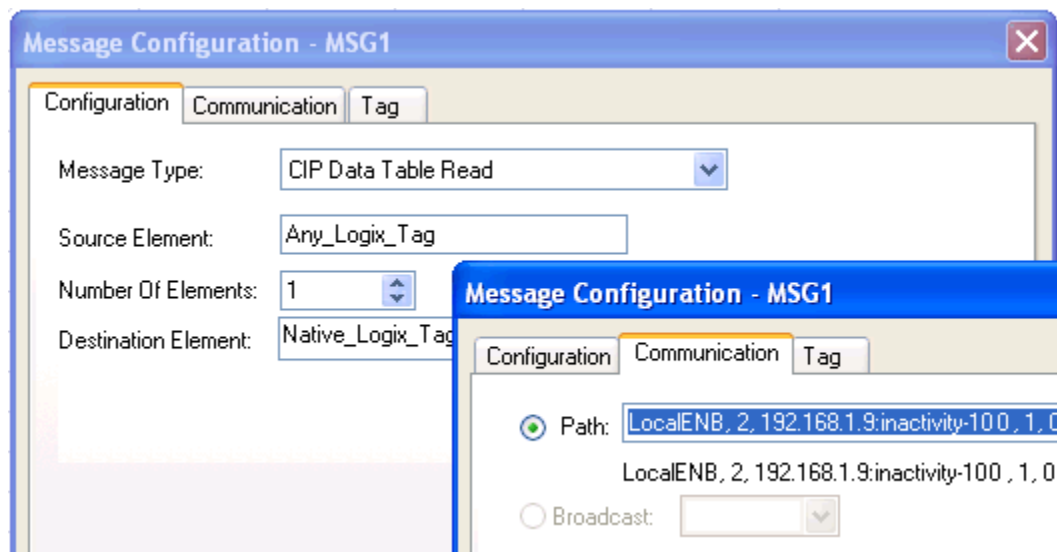 Message Configuration - MSG1
Configuration Communication Tag
Message Type: CIP Data Table Read
Source Element: Any_Logix_Tag
Number Of Elements: 1
Destination Element: Native_Logix_Tag
Message Configuration - MSG1
Configuration Communication Tag
Path: LocalENB, 2, 192.168.1.9:inactivity-100 , 1, 0
LocalENB, 2, 192.168.1.9:inactivity-100 , 1, 0
Broadcast: